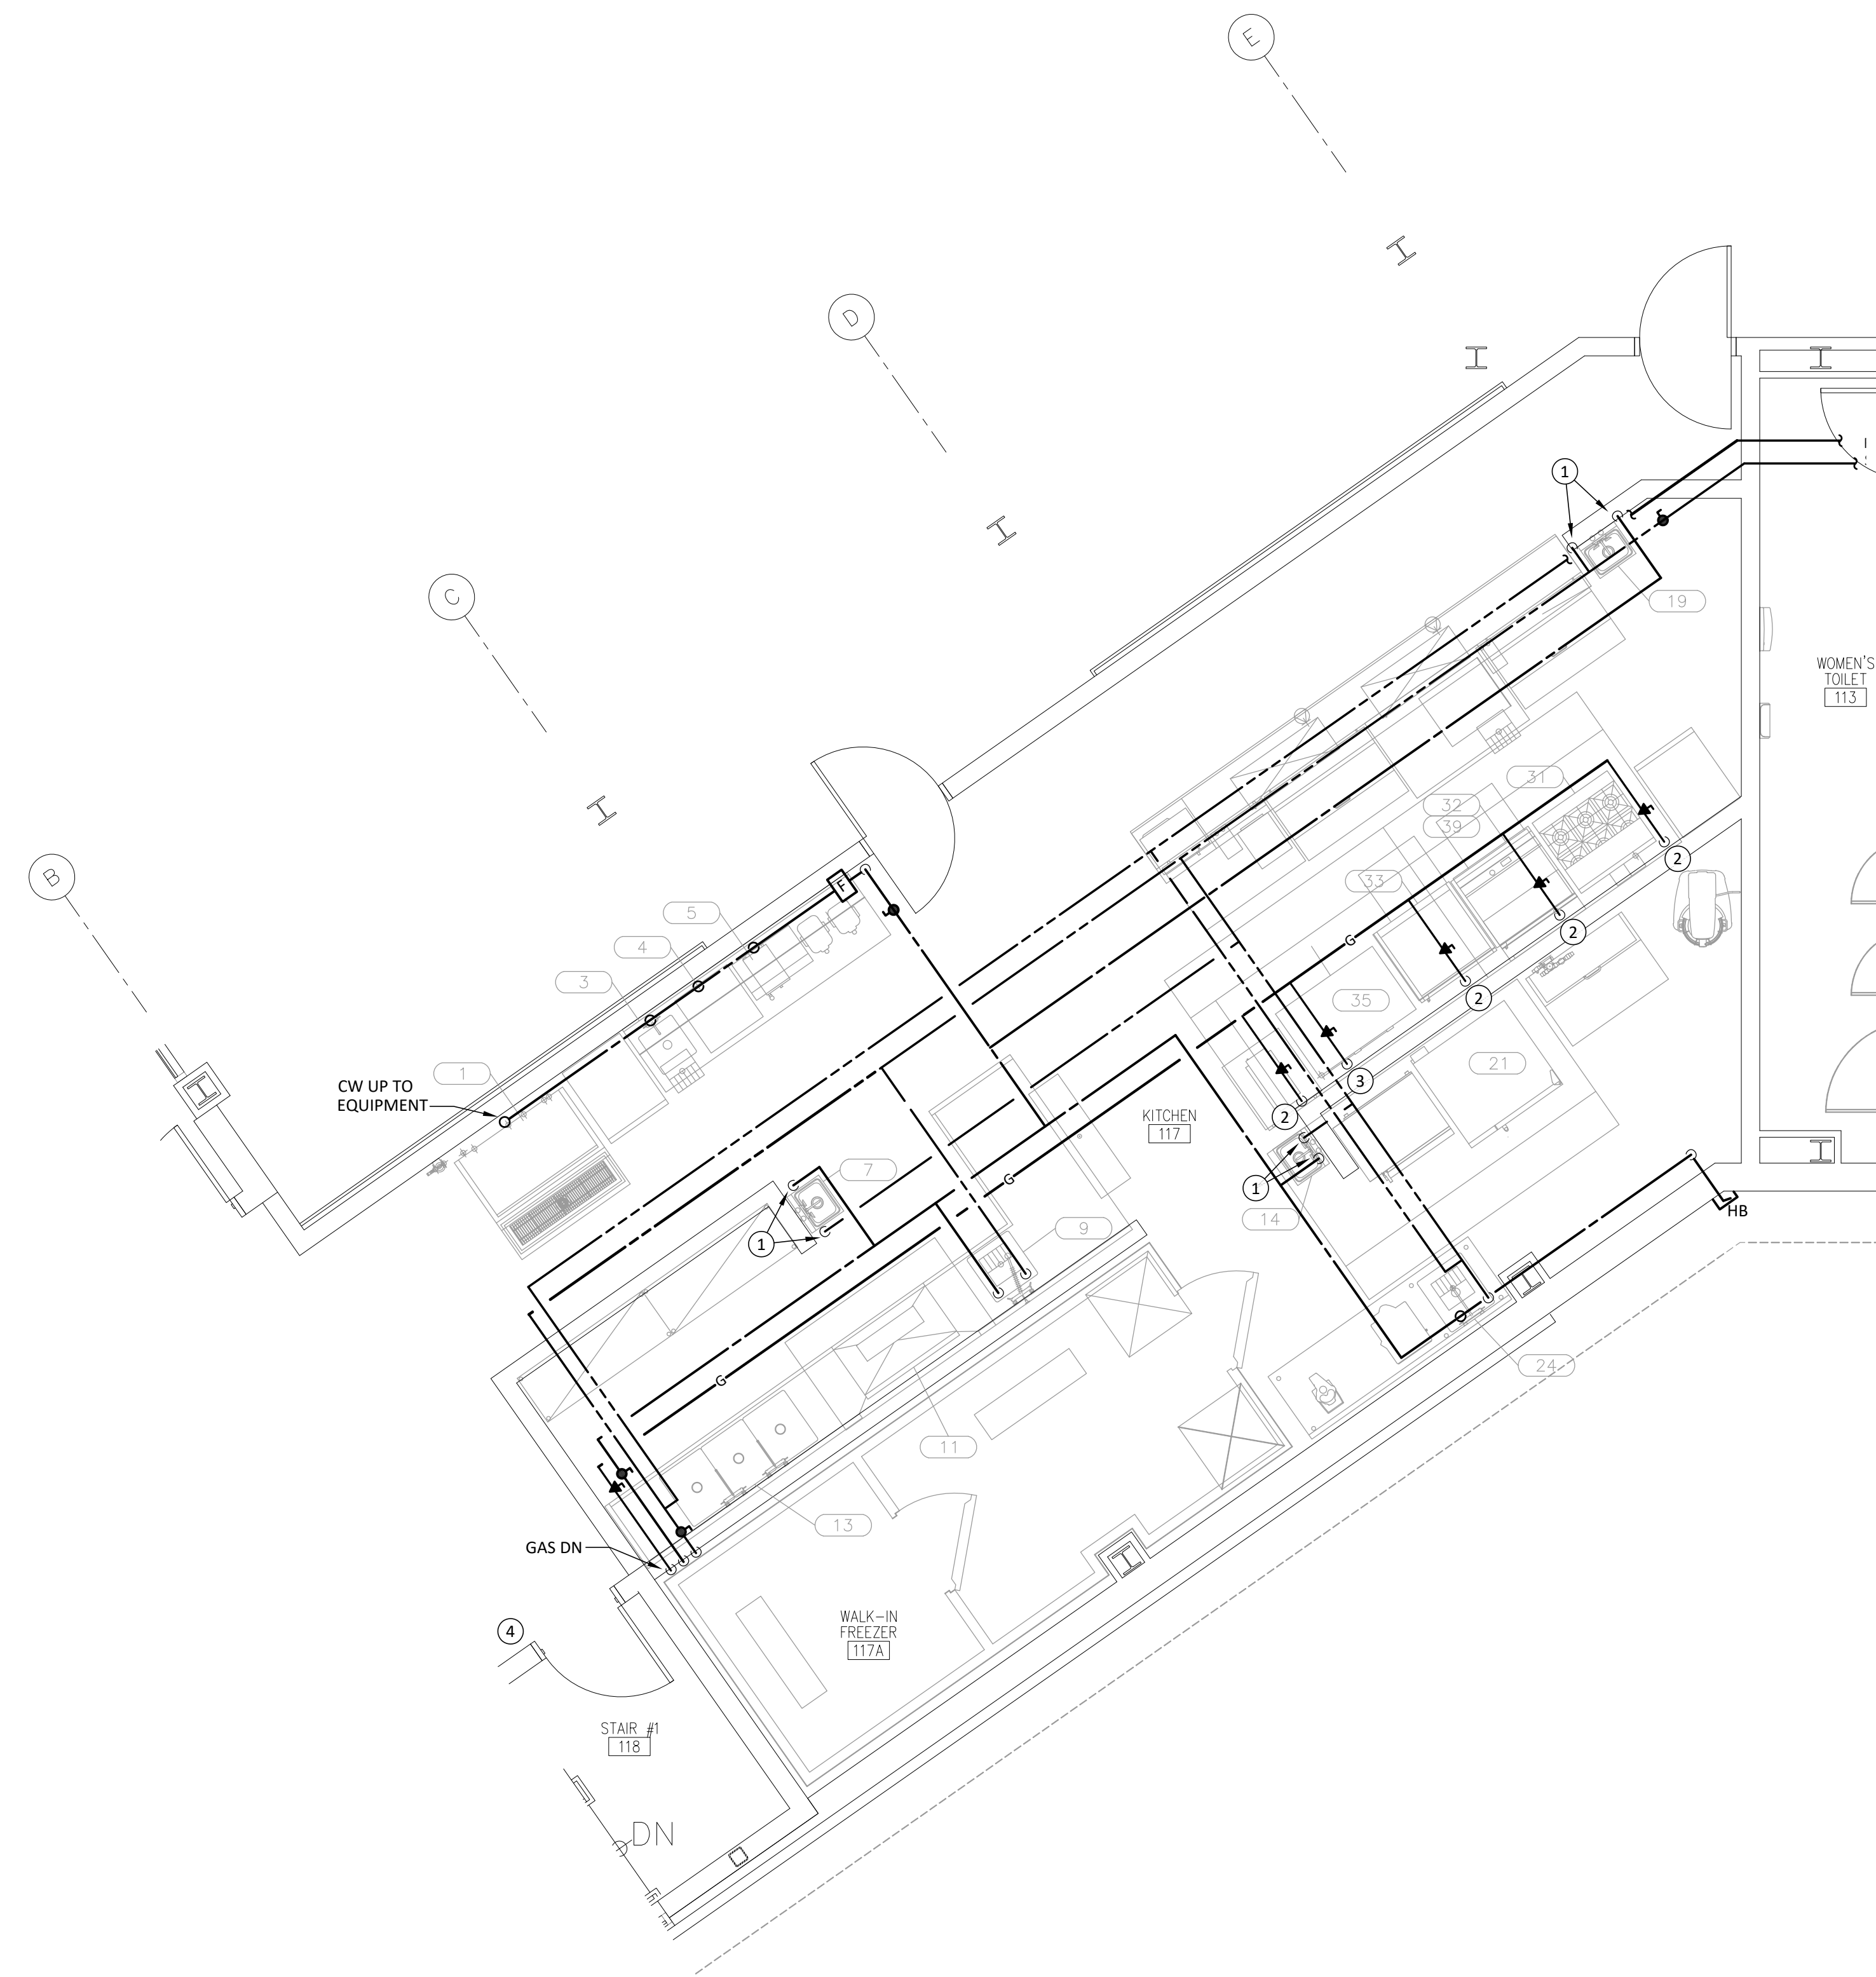 E
D
C
B
1
19
WOMEN'S
TOILET
113
31
32
39
2
33
2
F
5
4
3
G
35
2
21
1
CW UP TO
EQUIPMENT
3
2
KITCHEN
117
7
G
1
14
HB
9
1
24
G
11
13
GAS DN
WALK-IN
FREEZER
117A
4
STAIR #1
118
DN